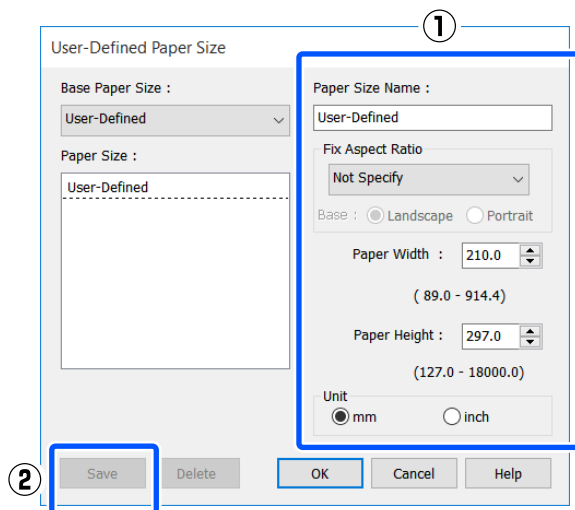 ①
User-Defined Paper Size
Base Paper Size :
User-Defined
Paper Size :
User-Defined
Paper Size Name :
User-Defined
Fix Aspect Ratio
Not Specify
Base : Landscape Portrait
Paper Width : 210.0
( 89.0 - 914.4)
Paper Height : 297.0
(127.0 - 18000.0)
Unit
mm inch
②
Save Delete OK Cancel Help